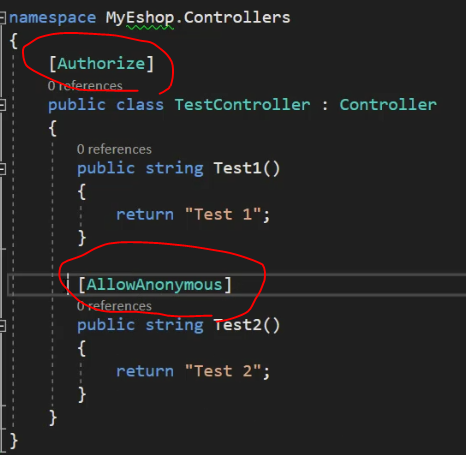 namespace MyEshop.Controllers
{
[Authorize]
0 references
public class TestController : Controller
{
0 references
public string Test1()
{
return "Test 1";
}
[AllowAnonymous]
0 references
public string Test2()
{
return "Test 2";
}
}
}